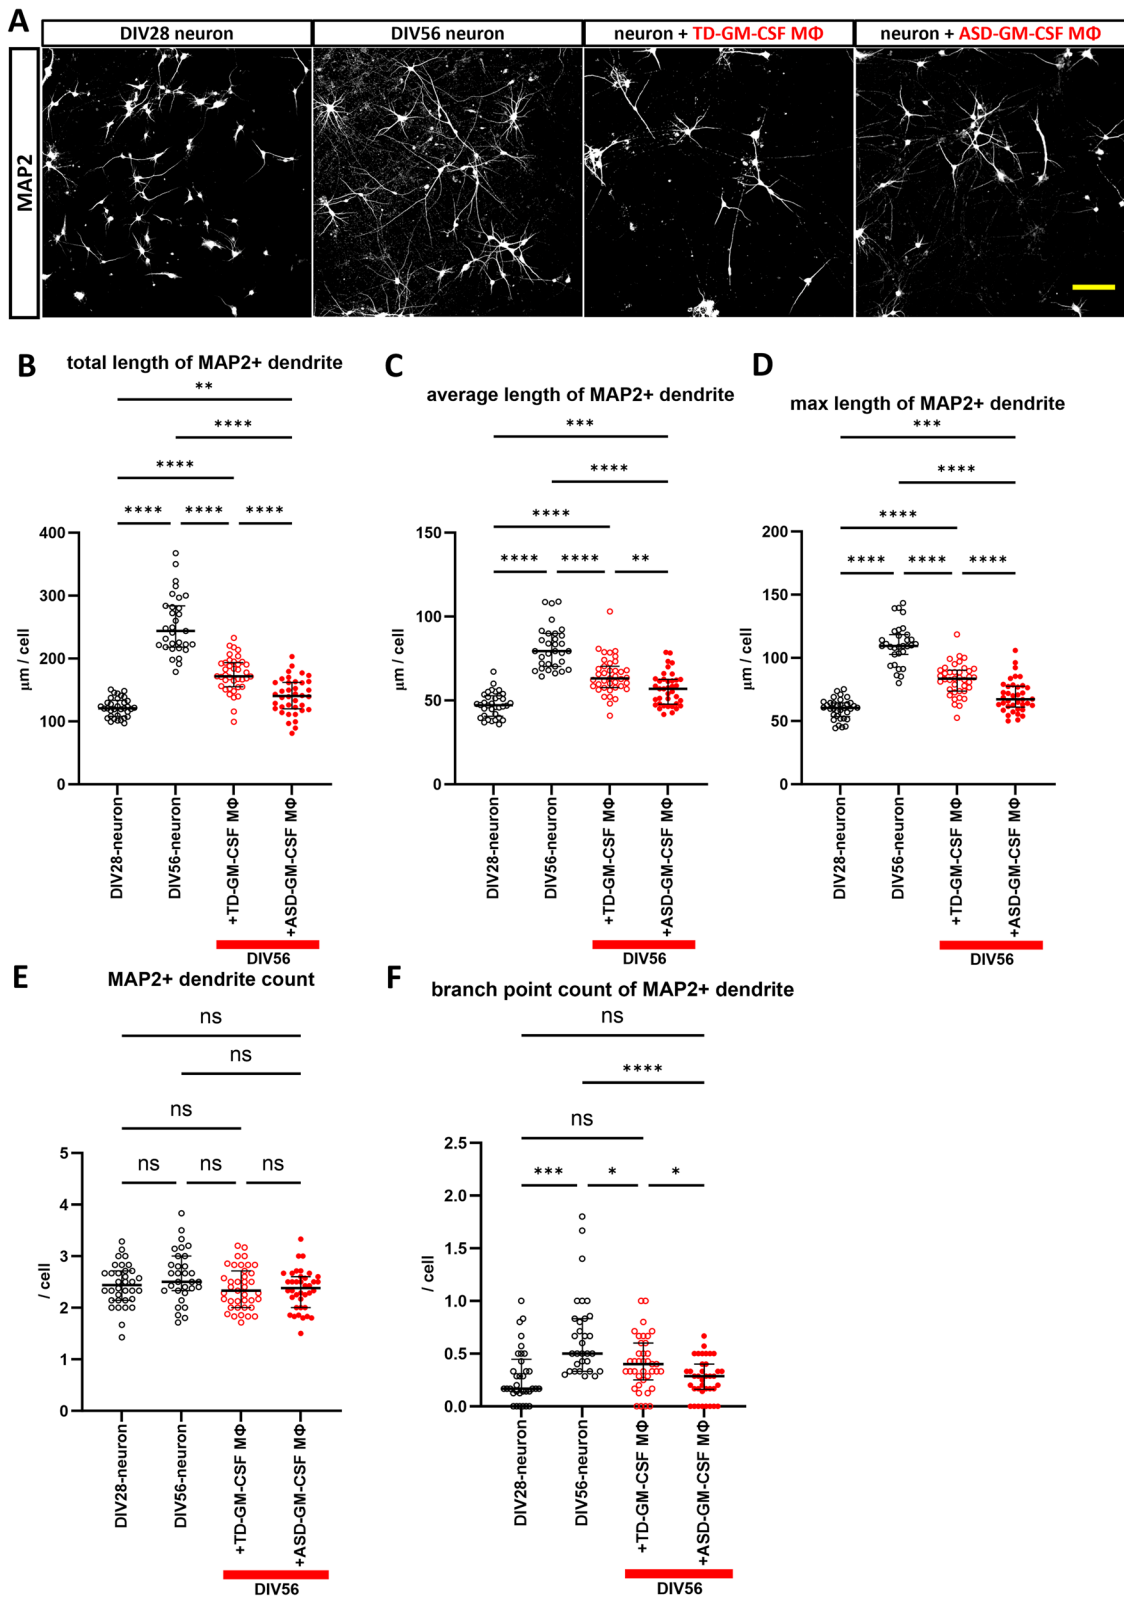 A
DIV28 neuron
DIV56 neuron
neuron + TD-GM-CSF MΦ
neuron + ASD-GM-CSF MΦ
MAP2
B
total length of MAP2+ dendrite
**
****
****
**** **** ****
μm / cell
400
300
200
100
0
DIV28-neuron
DIV56-neuron
+TD-GM-CSF MΦ
+ASD-GM-CSF MΦ
DIV56
C
average length of MAP2+ dendrite
***
****
****
**** **** **
μm / cell
150
100
50
0
DIV28-neuron
DIV56-neuron
+TD-GM-CSF MΦ
+ASD-GM-CSF MΦ
DIV56
D
max length of MAP2+ dendrite
***
****
****
**** **** ****
μm / cell
200
150
100
50
0
DIV28-neuron
DIV56-neuron
+TD-GM-CSF MΦ
+ASD-GM-CSF MΦ
DIV56
E
MAP2+ dendrite count
ns
ns
ns
ns ns ns
/ cell
5
4
3
2
1
0
DIV28-neuron
DIV56-neuron
+TD-GM-CSF MΦ
+ASD-GM-CSF MΦ
DIV56
F
branch point count of MAP2+ dendrite
ns
****
ns
*** * *
/ cell
2.5
2.0
1.5
1.0
0.5
0.0
DIV28-neuron
DIV56-neuron
+TD-GM-CSF MΦ
+ASD-GM-CSF MΦ
DIV56